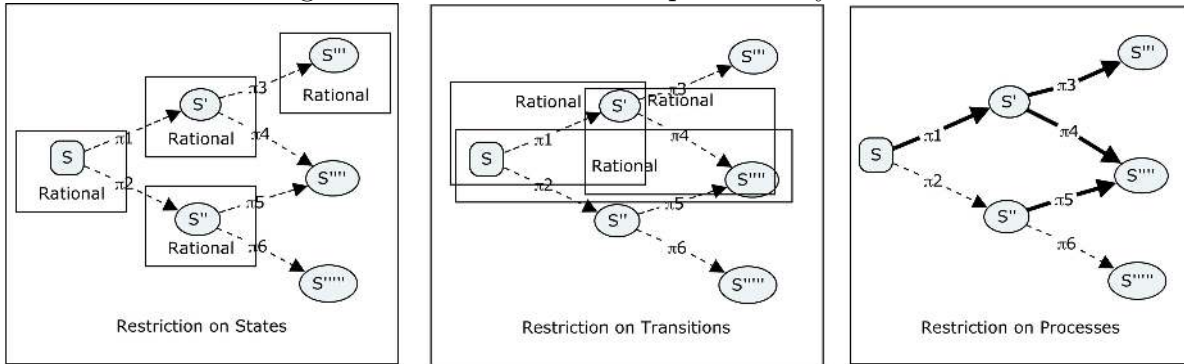 S'''
π3
Rational
S'
Rational
π1
π4
S
Rational
π2
S''''
π5
S''
Rational
π6
S'''''
Restriction on States
S'''
π3
Rational
S'
Rational
π1
π4
S
Rational
π2
S''''
π5
S''
π6
S'''''
Restriction on Transitions
S'''
π3
S'
π1
π4
S
π2
S''''
π5
S''
π6
S'''''
Restriction on Processes